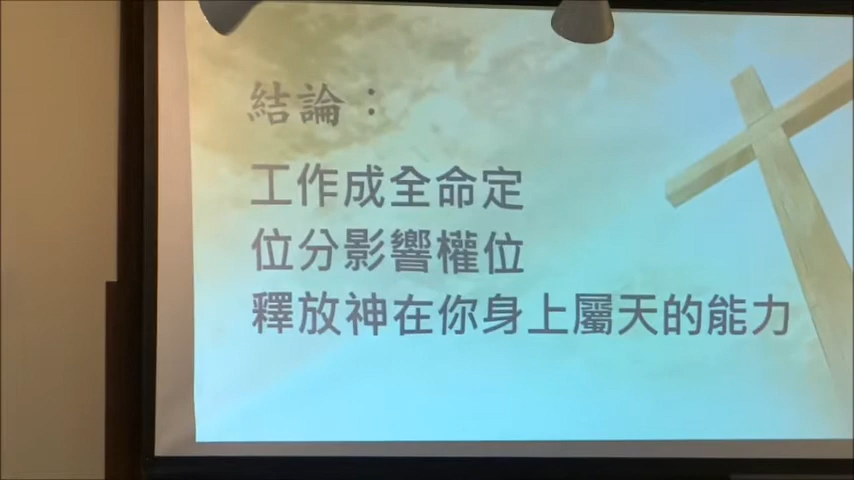 結論：
工作成全命定
位分影響權位
釋放神在你身上屬天的能力